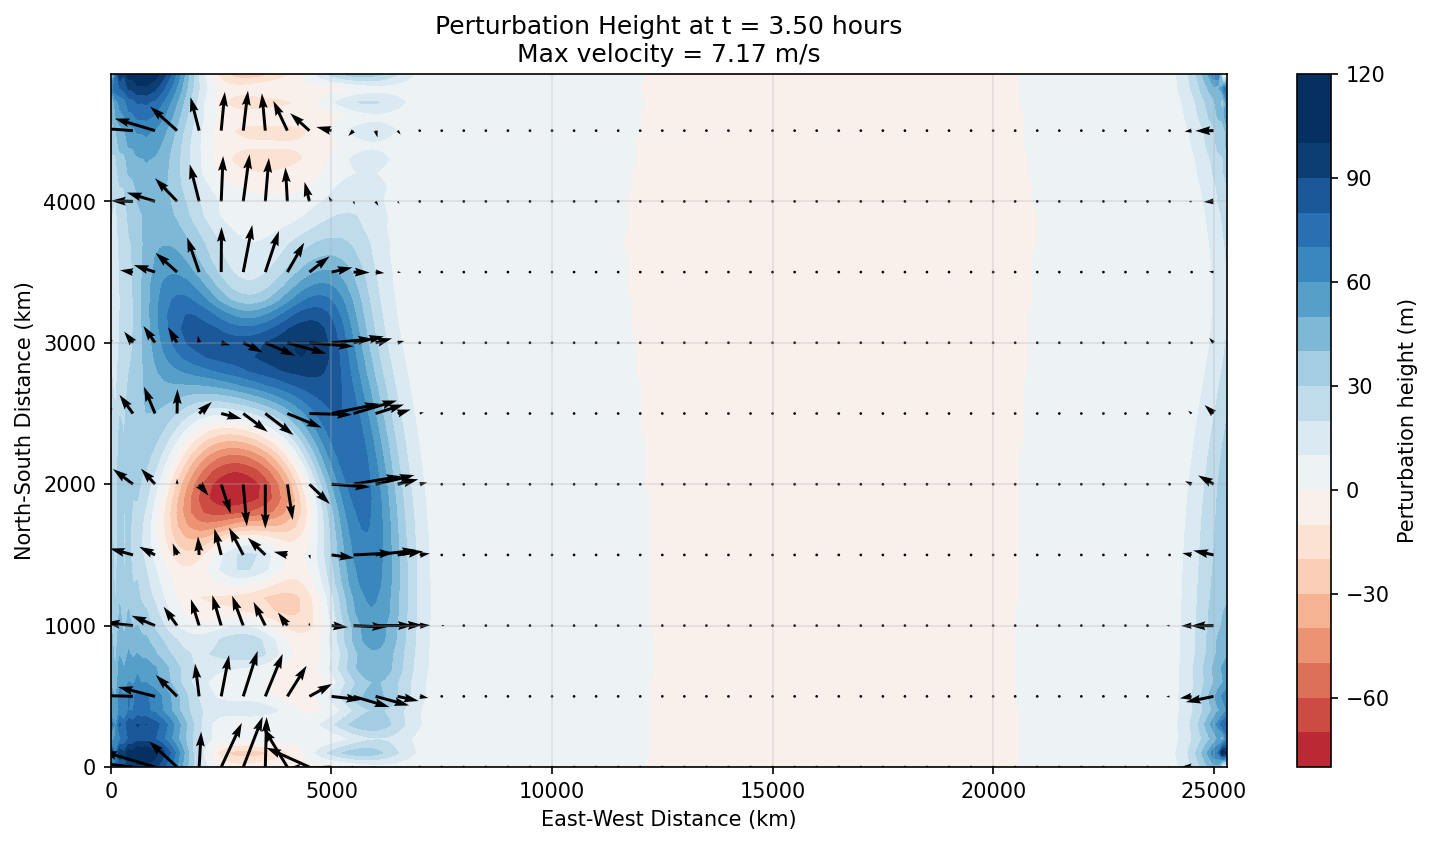 Perturbation Height at t = 3.50 hours
Max velocity = 7.17 m/s
North-South Distance (km)
4000
3000
2000
1000
0
0 5000 10000 15000 20000 25000
East-West Distance (km)
120
90
60
30
0
−30
−60
Perturbation height (m)